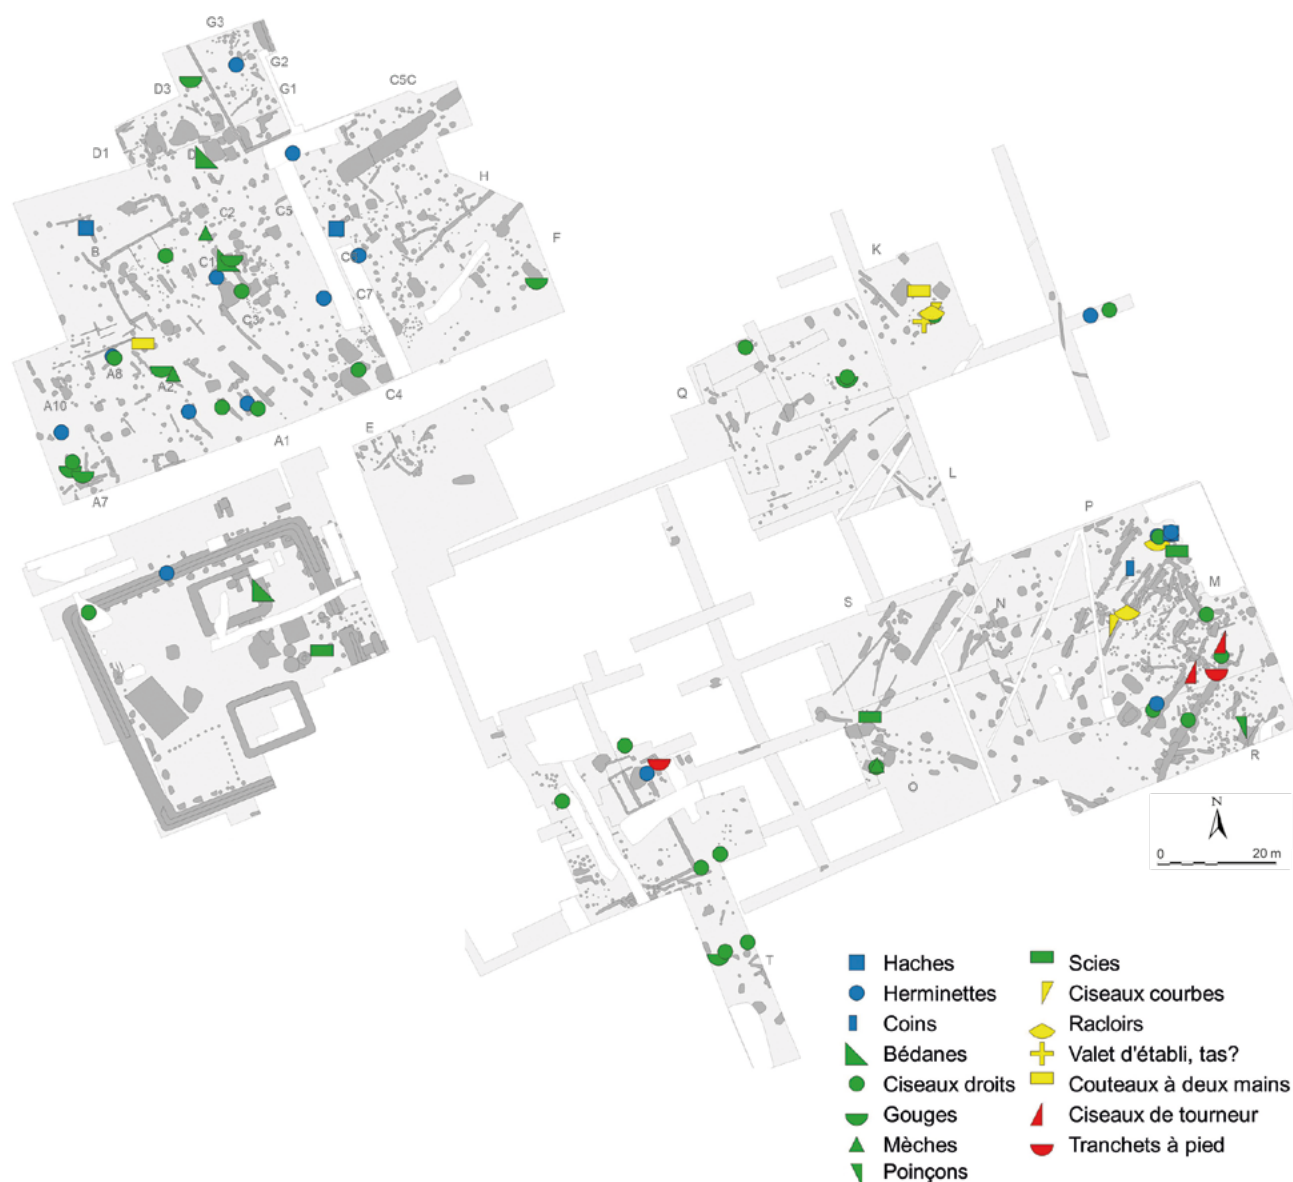 G3
G2
D3
G1
C5C
D1
D
H
C2
C5
F
B
C1
C6
K
C7
C3
A8
A2
A10
C4
Q
A1
E
L
A7
P
M
S
N
R
O
N
0 20 m
T
Haches
Herminettes
Coins
Bédanes
Ciseaux droits
Gouges
Mèches
Poinçons
Scies
Ciseaux courbes
Racloirs
Valet d'établi, tas?
Couteaux à deux mains
Ciseaux de tourneur
Tranchets à pied